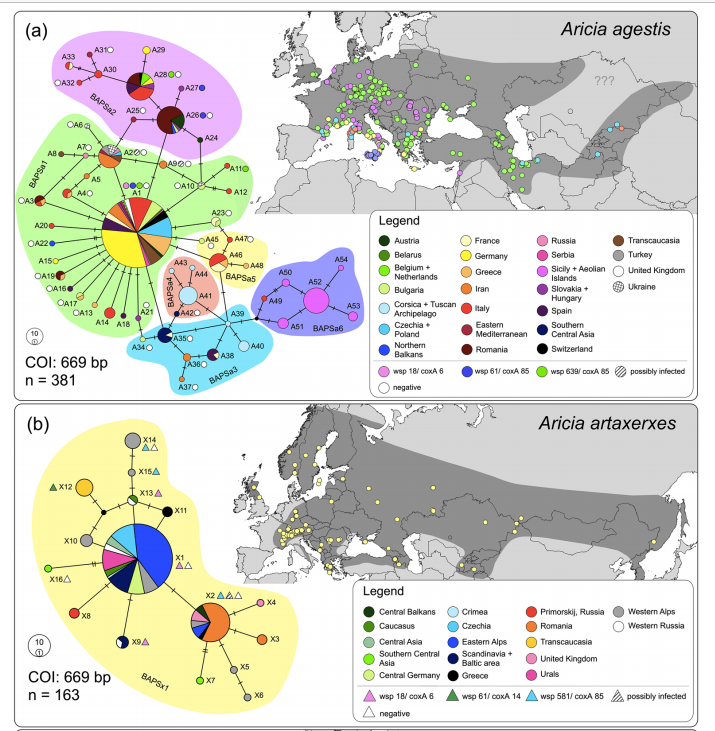 (a)
Aricia agestis
???
A31
A33
A30
A32
A29
A28
A27
A26
A25
A24
BAPSa2
A6
A7
A8
A2
A9
A5
A4
A3
A1
A10
A11
A12
BAPSa1
A20
A22
A15
A19
A16
A17
A13
A14
A18
A21
A34
A23
A45
A47
A46
A48
BAPSa5
A43
A44
A41
A42
BAPSa4
A50
A54
A52
A49
A51
A53
BAPSa6
A39
A35
A40
A36
A38
A37
BAPSa3
10
1
COI: 669 bp
n = 381
Legend
Austria
Belarus
Belgium +
Netherlands
Bulgaria
Corsica + Tuscan
Archipelago
Czechia +
Poland
Northern
Balkans
France
Germany
Greece
Iran
Italy
Eastern
Mediterranean
Romania
Russia
Serbia
Sicily + Aeolian
Islands
Slovakia +
Hungary
Spain
Southern
Central Asia
Switzerland
Transcaucasia
Turkey
United Kingdom
Ukraine
wsp 18/ coxA 6
wsp 61/ coxA 85
wsp 639/ coxA 85
possibly infected
negative
(b)
Aricia artaxerxes
X14
X15
X12
X13
X11
X10
X1
X16
X2
X4
X8
X3
X9
X5
X7
X6
BAPSx1
10
1
COI: 669 bp
n = 163
Legend
Central Balkans
Caucasus
Central Asia
Southern Central
Asia
Central Germany
Crimea
Czechia
Eastern Alps
Scandinavia +
Baltic area
Greece
Primorskij, Russia
Romania
Transcaucasia
United Kingdom
Urals
Western Alps
Western Russia
wsp 18/ coxA 6
wsp 61/ coxA 14
wsp 581/ coxA 85
possibly infected
negative